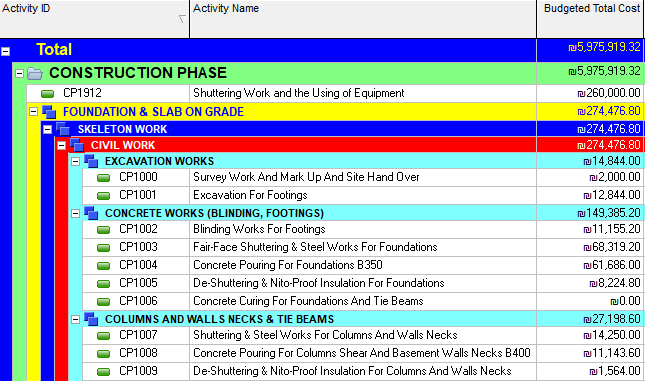 Activity ID Activity Name Budgeted Total Cost
Total ₪5,975,919.32
CONSTRUCTION PHASE ₪5,975,919.32
CP1912 Shuttering Work and the Using of Equipment ₪260,000.00
FOUNDATION & SLAB ON GRADE ₪274,476.80
SKELETON WORK ₪274,476.80
CIVIL WORK ₪274,476.80
EXCAVATION WORKS ₪14,844.00
CP1000 Survey Work And Mark Up And Site Hand Over ₪2,000.00
CP1001 Excavation For Footings ₪12,844.00
CONCRETE WORKS (BLINDING, FOOTINGS) ₪149,385.20
CP1002 Blinding Works For Footings ₪11,155.20
CP1003 Fair-Face Shuttering & Steel Works For Foundations ₪68,319.20
CP1004 Concrete Pouring For Foundations B350 ₪61,686.00
CP1005 De-Shuttering & Nito-Proof Insulation For Foundations ₪8,224.80
CP1006 Concrete Curing For Foundations And Tie Beams ₪0.00
COLUMNS AND WALLS NECKS & TIE BEAMS ₪27,198.60
CP1007 Shuttering & Steel Works For Columns And Walls Necks ₪14,250.00
CP1008 Concrete Pouring For Columns Shear And Basement Walls Necks B400 ₪11,143.60
CP1009 De-Shuttering & Nito-Proof Insulation For Columns And Walls Necks ₪1,564.00